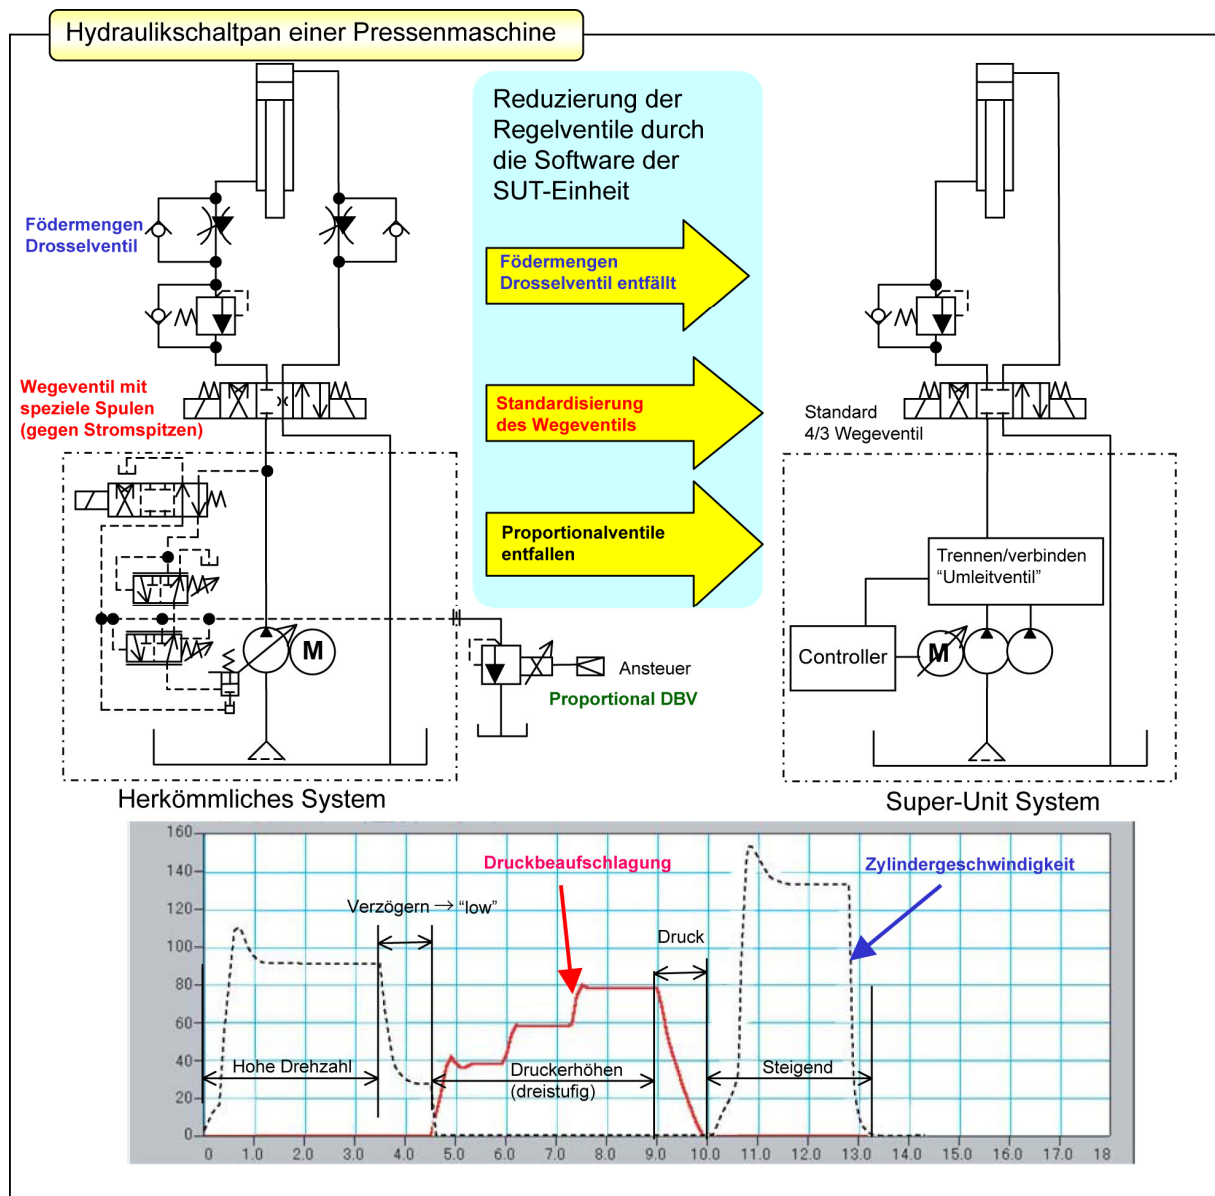 Hydraulikschaltpan einer Pressenmaschine
Födermengen
Drosselventil
Wegeventil mit
speziele Spulen
(gegen Stromspitzen)
M
Ansteuer
Proportional DBV
Herkömmliches System
Reduzierung der
Regelventile durch
die Software der
SUT-Einheit
Födermengen
Drosselventil entfällt
Standardisierung
des Wegeventils
Proportionalventile
entfallen
Standard
4/3 Wegeventil
Trennen/verbinden
“Umleitventil”
Controller
M
Super-Unit System
160
140
120
100
80
60
40
20
0
Druckbeaufschlagung
Zylindergeschwindigkeit
Verzögern → “low”
Druck
Hohe Drehzahl
Druckerhöhen
(dreistufig)
Steigend
0 1.0 2.0 3.0 4.0 5.0 6.0 7.0 8.0 9.0 10.0 11.0 12.0 13.0 14.0 15.0 16.0 17.0 18